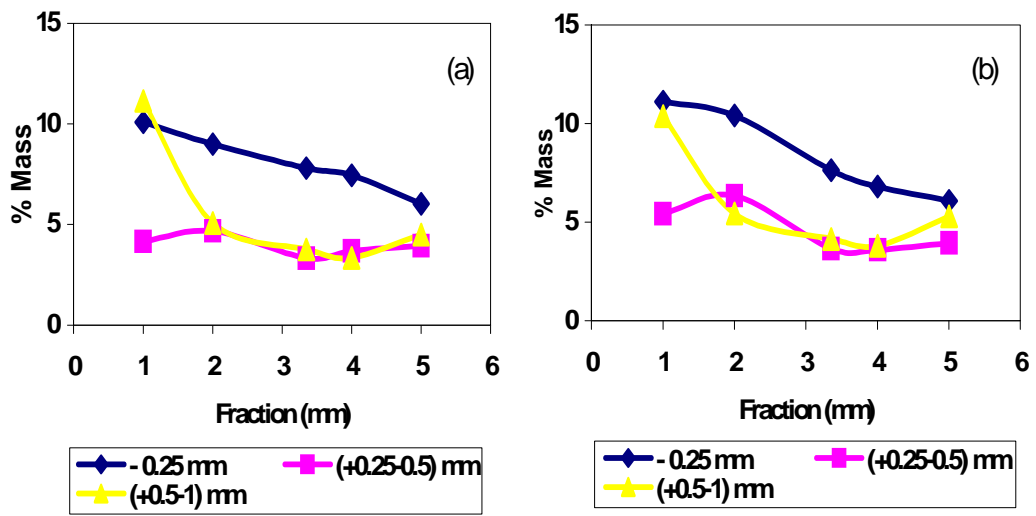 15
10
5
0
% Mass
(a)
0 1 2 3 4 5 6
Fraction (mm)
- 0.25 mm
(+0.25-0.5) mm
(+0.5-1) mm
15
10
5
0
% Mass
(b)
0 1 2 3 4 5 6
Fraction (mm)
- 0.25 mm
(+0.25-0.5) mm
(+0.5-1) mm